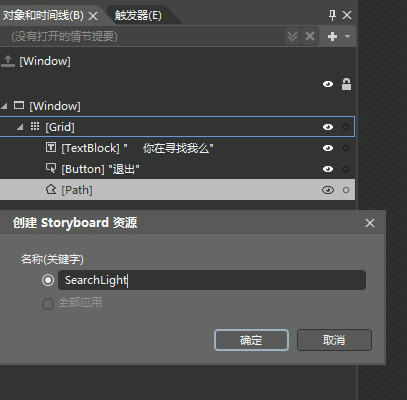 对象和时间线(B) × 触发器(E)
(没有打开的情节提要)
[Window]
[Window]
[Grid]
[TextBlock] " 你在寻找我么"
[Button] "退出"
[Path]
创建 Storyboard 资源
名称(关键字)
SearchLight
全部应用
确定 取消